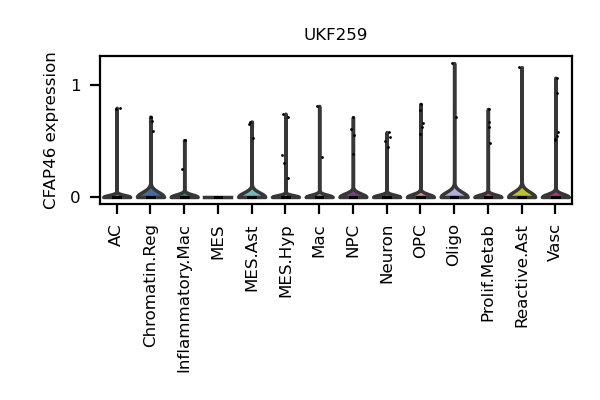 UKF259
CFAP46 expression
1
0
AC
Chromatin.Reg
Inflammatory.Mac
MES
MES.Ast
MES.Hyp
Mac
NPC
Neuron
OPC
Oligo
Prolif.Metab
Reactive.Ast
Vasc